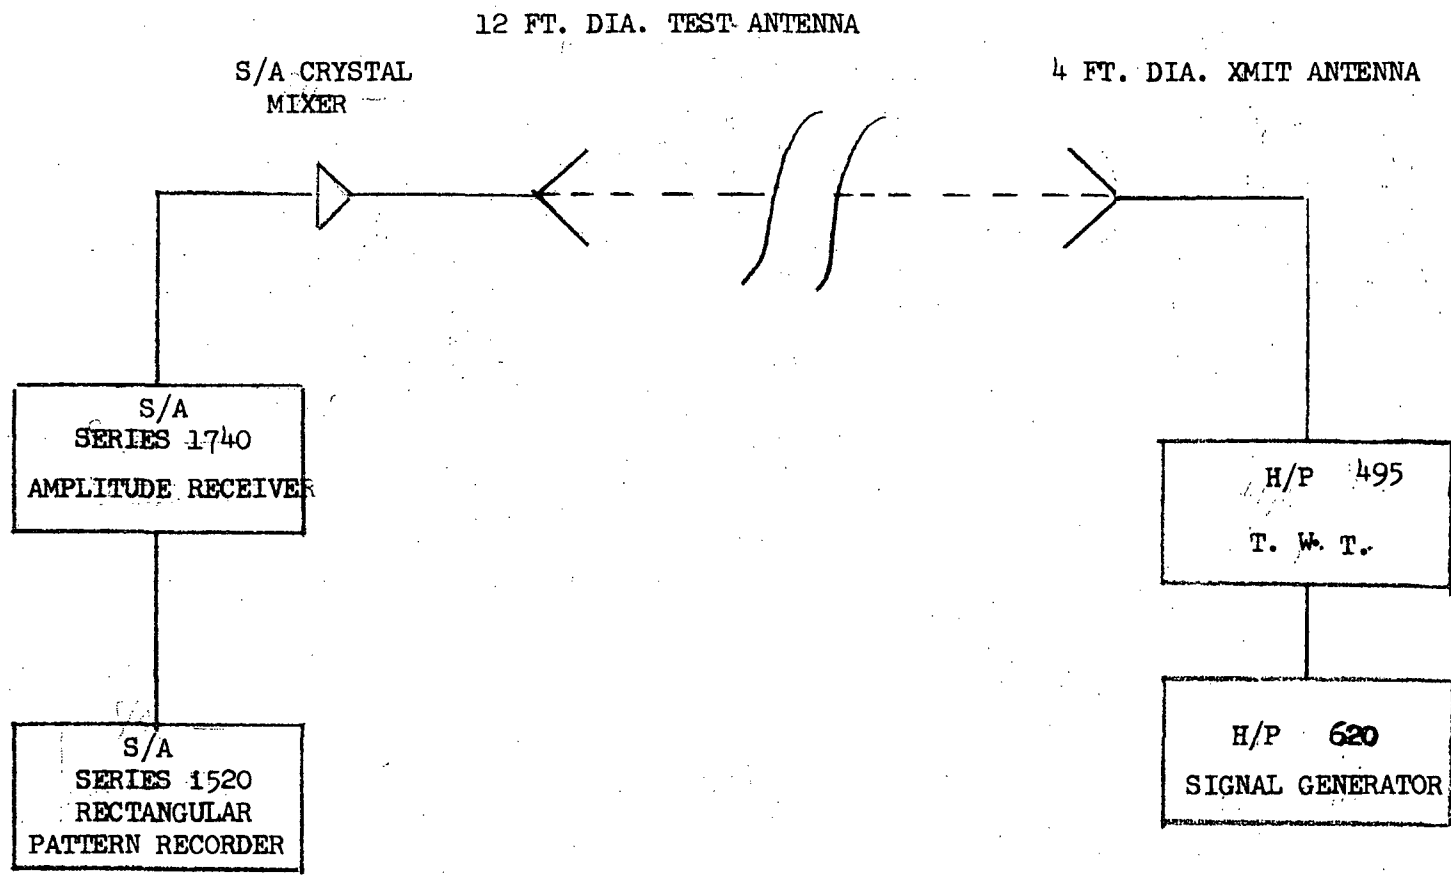 12 FT. DIA. TEST ANTENNA
S/A CRYSTAL
MIXER
4 FT. DIA. XMIT ANTENNA
S/A
SERIES 1740
AMPLITUDE RECEIVER
H/P 495
T. W. T.
S/A
SERIES 1520
RECTANGULAR
PATTERN RECORDER
H/P 620
SIGNAL GENERATOR